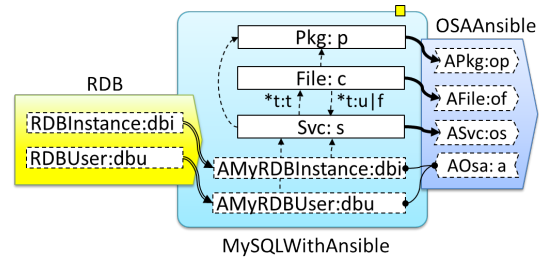 Pkg: p
OSAAnsible
APkg:op
RDB
File: c
*t:t
*t:u|f
AFile:of
RDBInstance:dbi
Svc: s
ASvc:os
RDBUser:dbu
AMyRDBInstance:dbi
AOsa: a
AMyRDBUser:dbu
MySQLWithAnsible